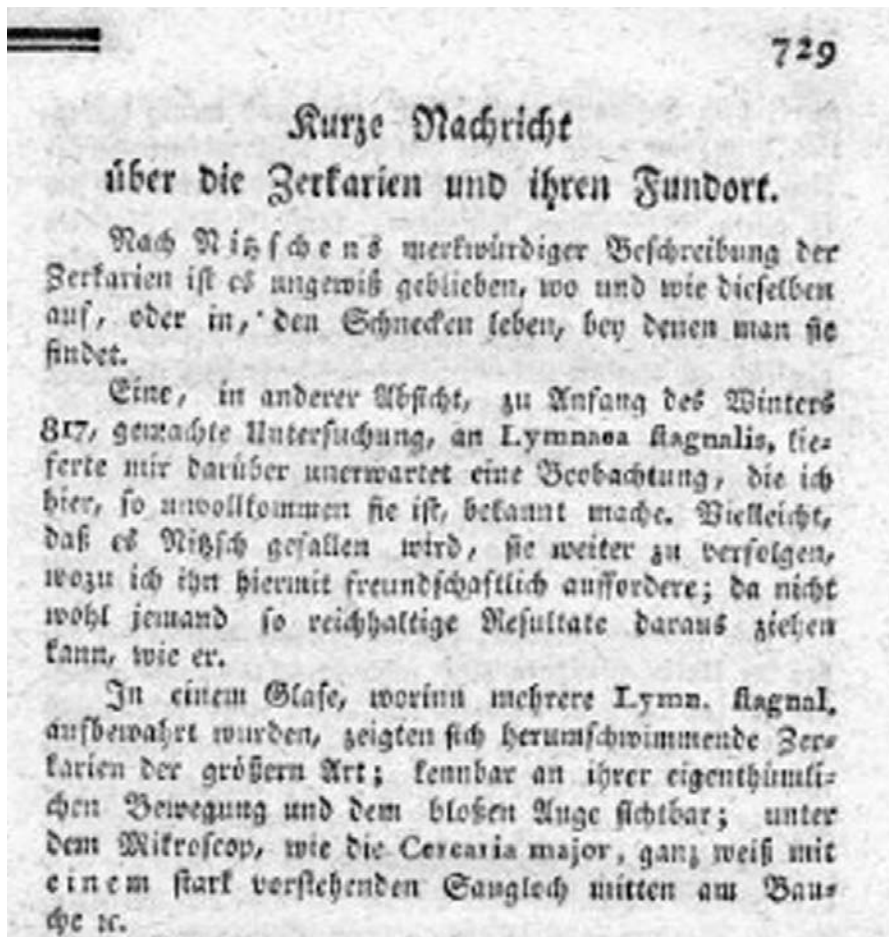 729
Kurze Nachricht
über die Zerkarien und ihren Fundort.
Nach Nitzschens merkwürdiger Beschreibung der
Zerkarien ist es ungewiß geblieben, wo und wie dieselben
auf, oder in, den Schnecken leben, bey denen man sie
findet.
Eine, in anderer Absicht, zu Anfang des Winters
817, gemachte Untersuchung, an Lymnaea stagnalis, lie-
ferte mir darüber unerwartet eine Beobachtung, die ich
hier, so unvollkommen sie ist, bekannt mache. Vielleicht,
daß es Nitzsch gefallen wird, sie weiter zu verfolgen,
wozu ich ihn hiermit freundschaftlich auffordere; da nicht
wohl jemand so reichhaltige Resultate daraus ziehen
kann, wie er.
In einem Glase, worinn mehrere Lymn. stagnal.
aufbewahrt wurden, zeigten sich herumschwimmende Zer-
karien der größern Art; kennbar an ihrer eigenthümli-
chen Bewegung und dem bloßen Auge sichtbar; unter
dem Mikroscop, wie die Cercaria major, ganz weiß mit
einem stark vorstehenden Saugloch mitten am Bau-
che ꝛc.